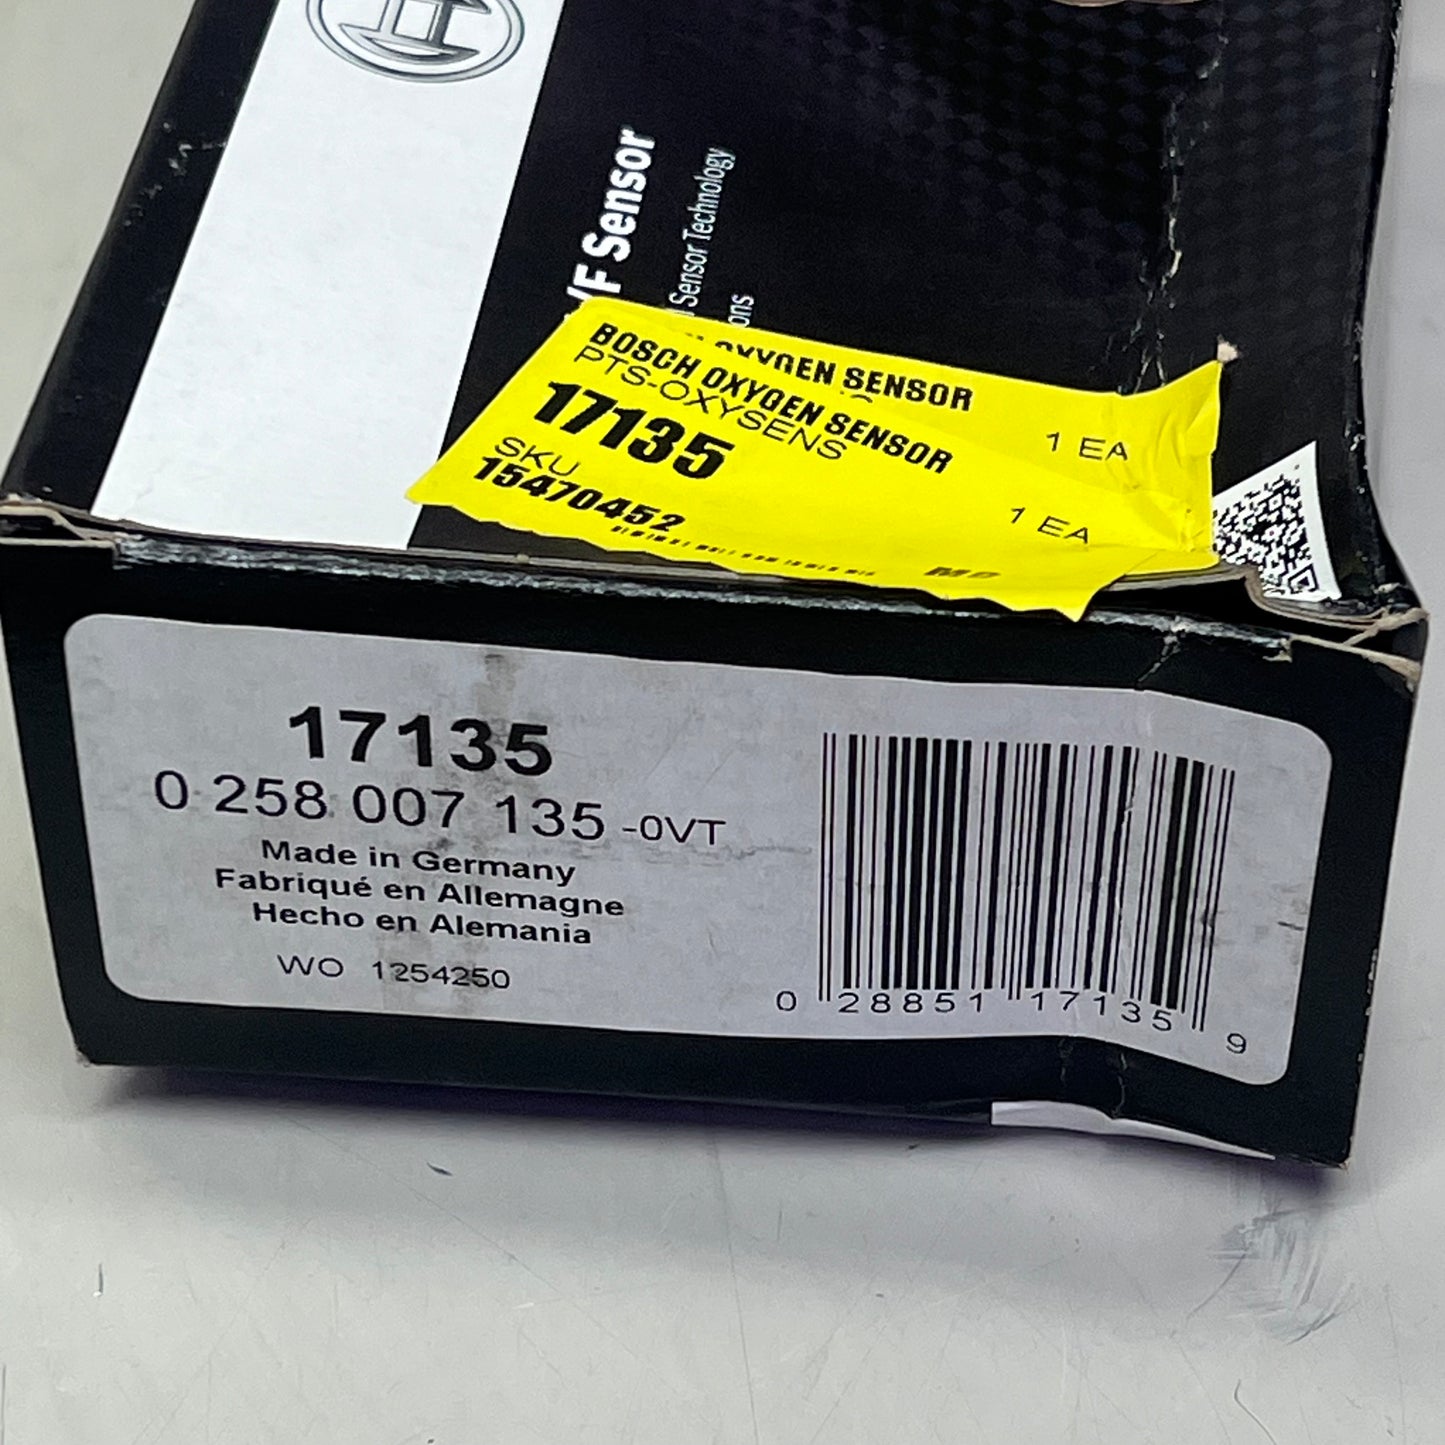 /F Sensor
Sensor Technology
ons
OXYGEN SENSOR
1 EA
BOSCH OXYGEN SENSOR
PTS-OXYSENS
17135
SKU
15470452
1 EA
17135
0 258 007 135 -0VT
Made in Germany
Fabriqué en Allemagne
Hecho en Alemania
WO 1254250
0 28851 17135 9